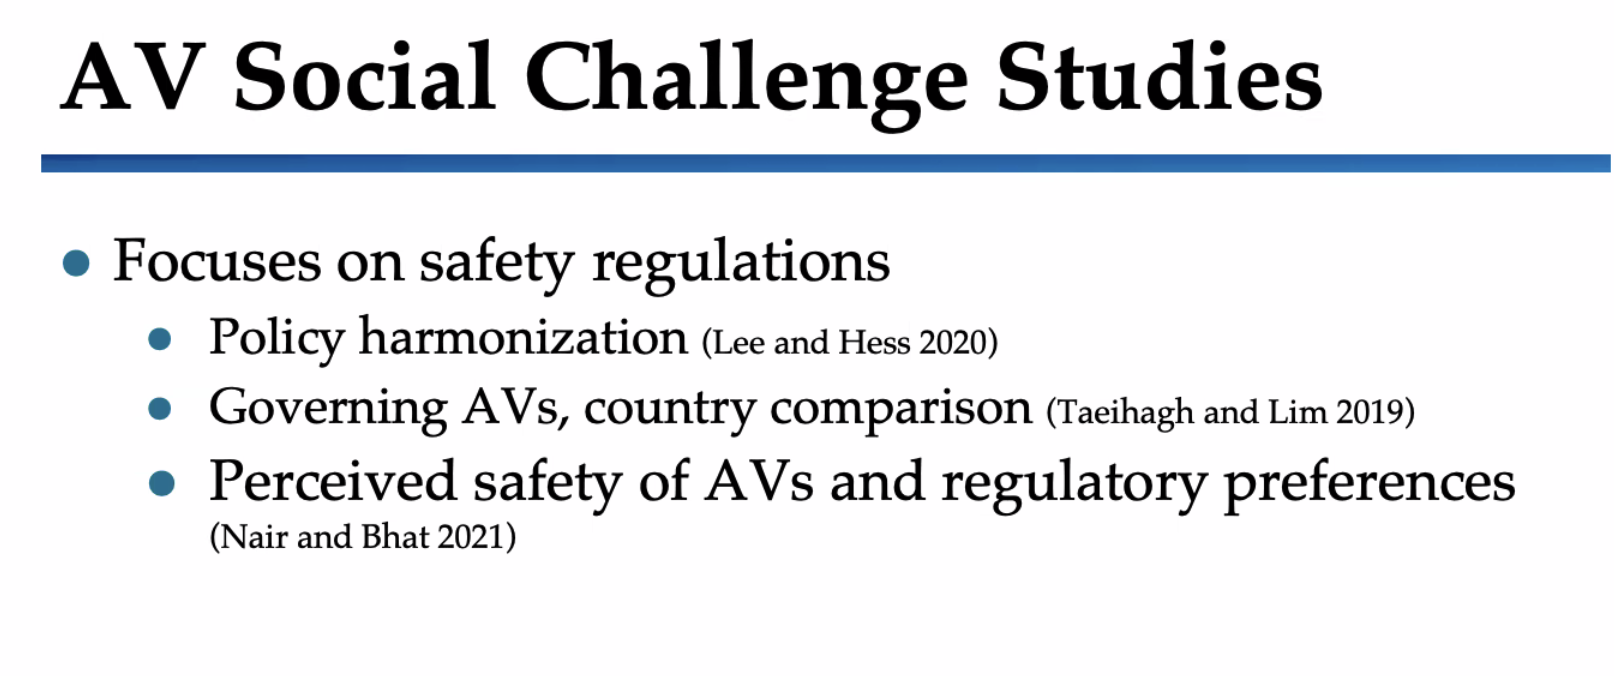 AV Social Challenge Studies
Focuses on safety regulations
Policy harmonization (Lee and Hess 2020)
Governing AVs, country comparison (Taeihagh and Lim 2019)
Perceived safety of AVs and regulatory preferences
(Nair and Bhat 2021)